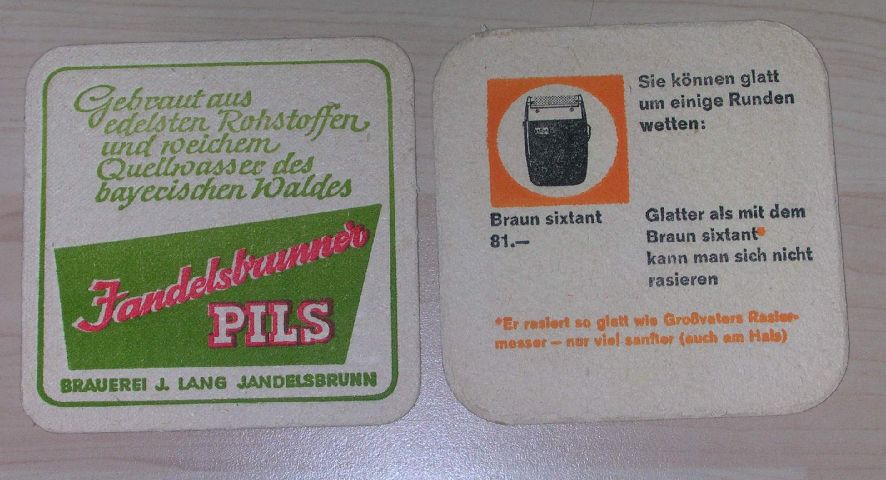 Gebraut aus
edelsten Rohstoffen
und weichem
Quellwasser des
bayerischen Waldes
Jandelsbrunner
PILS
BRAUEREI J. LANG JANDELSBRUNN
Sie können glatt
um einige Runden
wetten:
Braun sixtant
81.—
Glatter als mit dem
Braun sixtant*
kann man sich nicht
rasieren
*Er rasiert so glatt wie Großvaters Rasier-
messer – nur viel sanfter (auch am Hals)